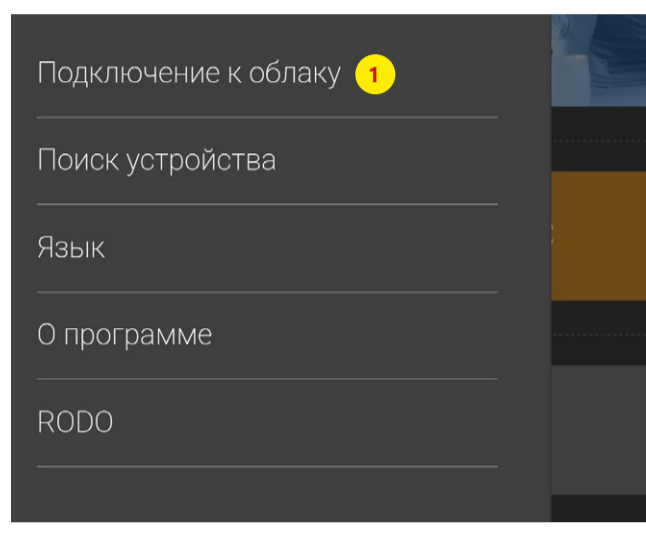 Подключение к облаку 1
Поиск устройства
Язык
О программе
RODO